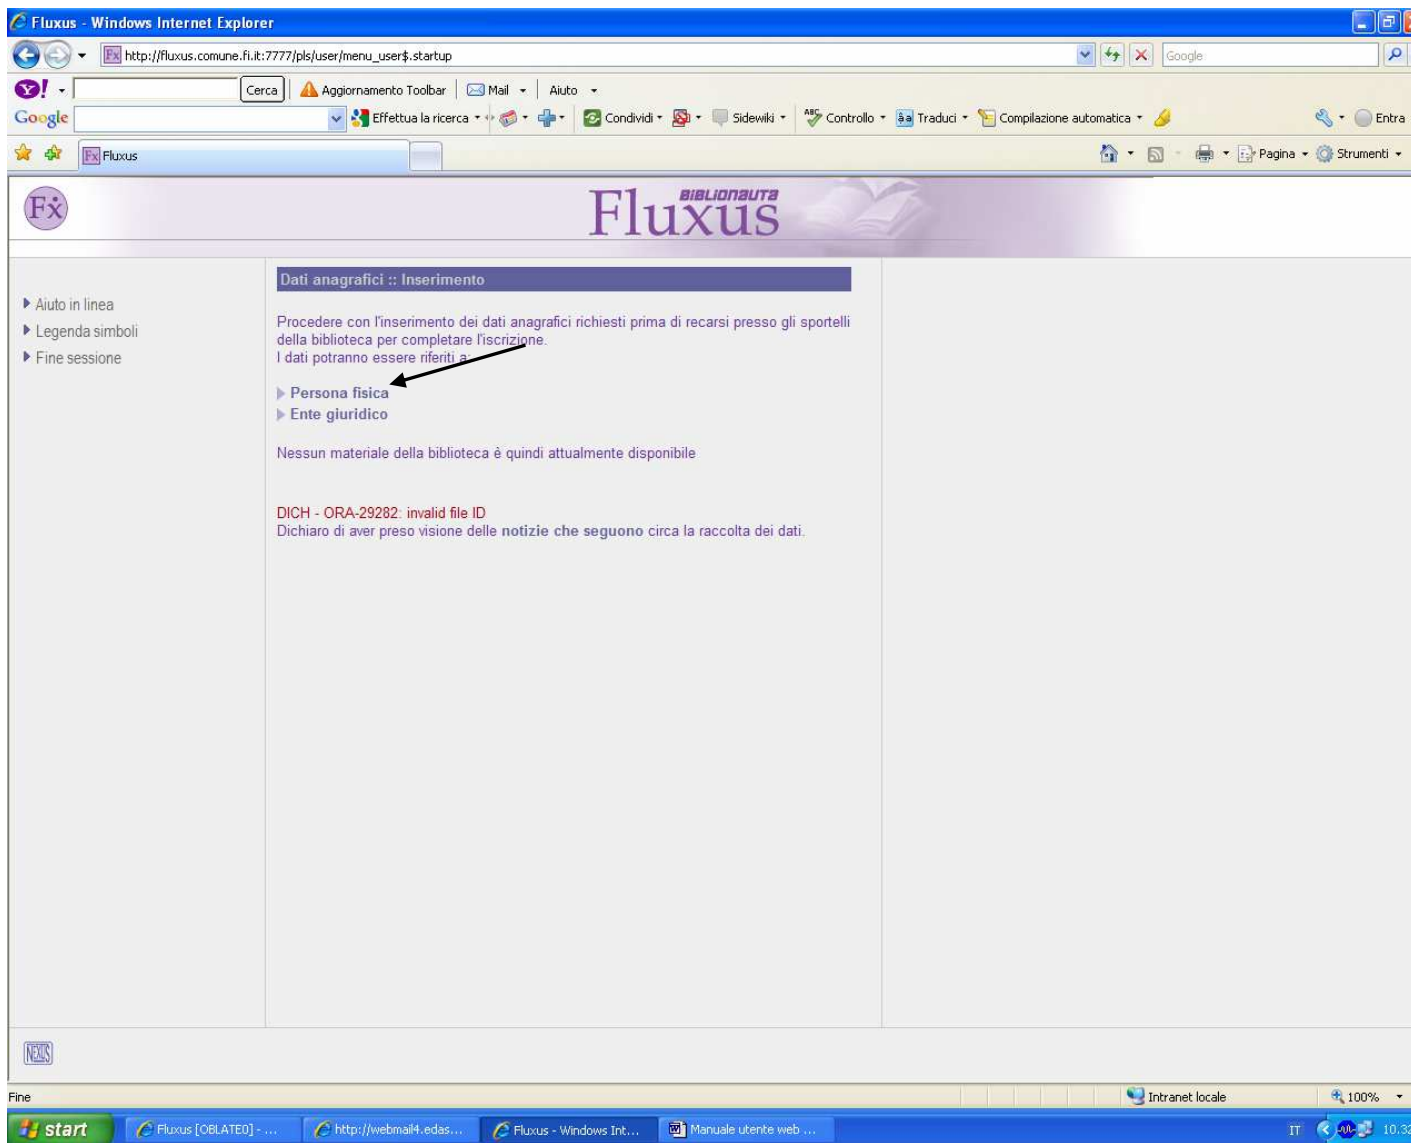 Fluxus - Windows Internet Explorer
http://fluxus.comune.fi.it:7777/pls/user/menu_user$.startup
Google
Y! Cerca Aggiornamento Toolbar Mail Aiuto
Google Effettua la ricerca Condividi Sidewiki Controllo Traduci Compilazione automatica Entra
Fx Fluxus Pagina Strumenti
Fx
BIBLIONAUTA
Fluxus
Dati anagrafici :: Inserimento
Aiuto in linea
Legenda simboli
Fine sessione
Procedere con l'inserimento dei dati anagrafici richiesti prima di recarsi presso gli sportelli
della biblioteca per completare l'iscrizione.
I dati potranno essere riferiti a:
Persona fisica
Ente giuridico
Nessun materiale della biblioteca è quindi attualmente disponibile
DICH - ORA-29282: invalid file ID
Dichiaro di aver preso visione delle notizie che seguono circa la raccolta dei dati.
NEXUS
Fine Intranet locale 100%
start Fluxus [OBLATE0] - ... http://webmail4.edas... Fluxus - Windows Int... Manuale utente web ... IT 10.32